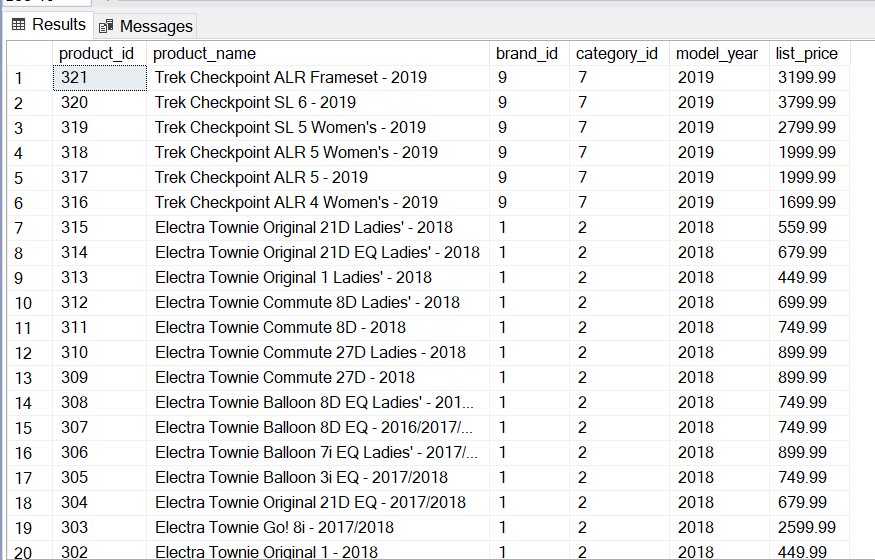 Results Messages
product_id product_name brand_id category_id model_year list_price
1 321 Trek Checkpoint ALR Frameset - 2019 9 7 2019 3199.99
2 320 Trek Checkpoint SL 6 - 2019 9 7 2019 3799.99
3 319 Trek Checkpoint SL 5 Women's - 2019 9 7 2019 2799.99
4 318 Trek Checkpoint ALR 5 Women's - 2019 9 7 2019 1999.99
5 317 Trek Checkpoint ALR 5 - 2019 9 7 2019 1999.99
6 316 Trek Checkpoint ALR 4 Women's - 2019 9 7 2019 1699.99
7 315 Electra Townie Original 21D Ladies' - 2018 1 2 2018 559.99
8 314 Electra Townie Original 21D EQ Ladies' - 2018 1 2 2018 679.99
9 313 Electra Townie Original 1 Ladies' - 2018 1 2 2018 449.99
10 312 Electra Townie Commute 8D Ladies' - 2018 1 2 2018 699.99
11 311 Electra Townie Commute 8D - 2018 1 2 2018 749.99
12 310 Electra Townie Commute 27D Ladies - 2018 1 2 2018 899.99
13 309 Electra Townie Commute 27D - 2018 1 2 2018 899.99
14 308 Electra Townie Balloon 8D EQ Ladies' - 201... 1 2 2018 749.99
15 307 Electra Townie Balloon 8D EQ - 2016/2017/... 1 2 2018 749.99
16 306 Electra Townie Balloon 7i EQ Ladies' - 2017/... 1 2 2018 899.99
17 305 Electra Townie Balloon 3i EQ - 2017/2018 1 2 2018 749.99
18 304 Electra Townie Original 21D EQ - 2017/2018 1 2 2018 679.99
19 303 Electra Townie Go! 8i - 2017/2018 1 2 2018 2599.99
20 302 Electra Townie Original 1 - 2018 1 2 2018 449.99